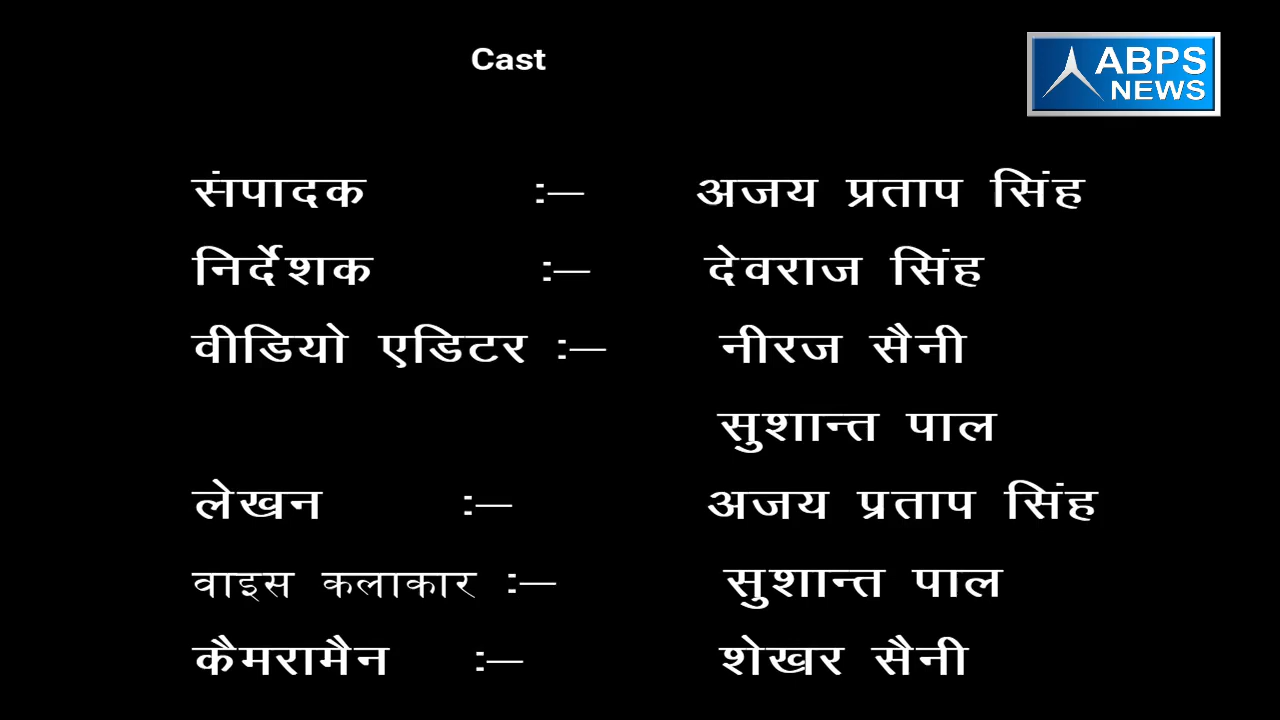 Cast
ABPS
NEWS
संपादक :— अजय प्रताप सिंह
निर्देशक :— देवराज सिंह
वीडियो एडिटर :— नीरज सैनी
सुशान्त पाल
लेखन :— अजय प्रताप सिंह
वाइस कलाकार :— सुशान्त पाल
कैमरामैन :— शेखर सैनी